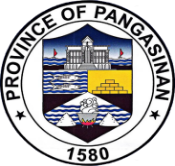 PROVINCE OF PANGASINAN
1580